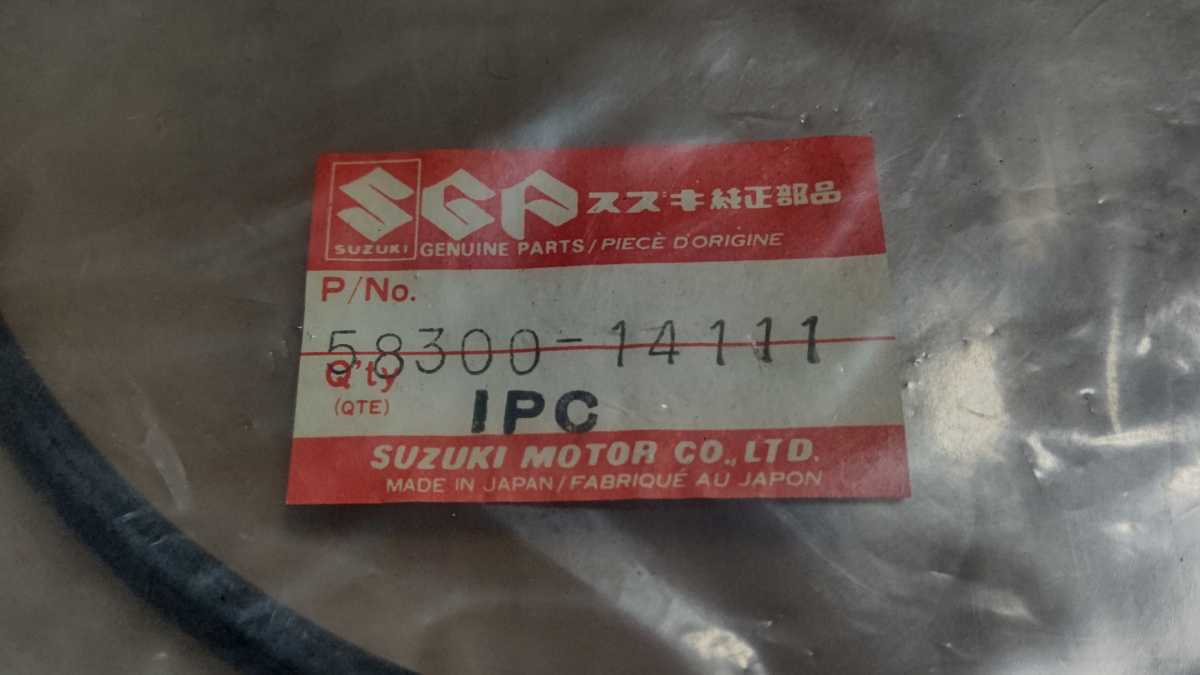 SGP スズキ純正部品
SUZUKI GENUINE PARTS/PIECÈ D'ORIGINE
P/No.
58300-14111
Q'ty
(QTE) 1PC
SUZUKI MOTOR CO., LTD.
MADE IN JAPAN/FABRIQUÉ AU JAPON